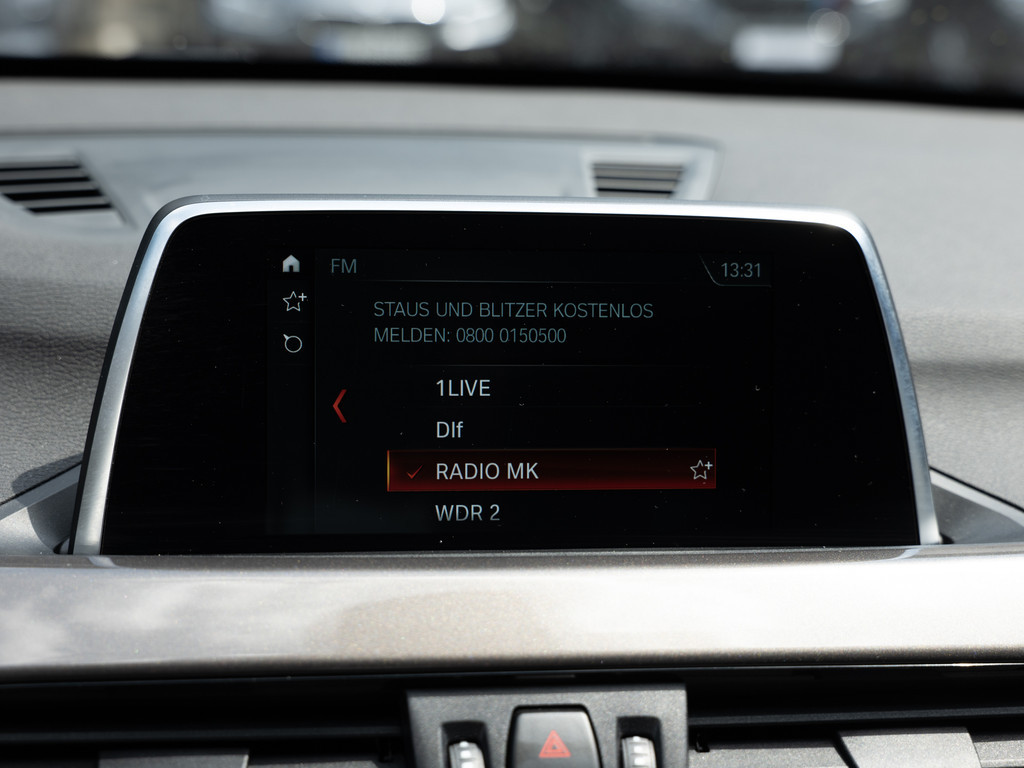 FM
13:31
STAUS UND BLITZER KOSTENLOS
MELDEN: 0800 0150500
1LIVE
Dlf
RADIO MK
WDR 2